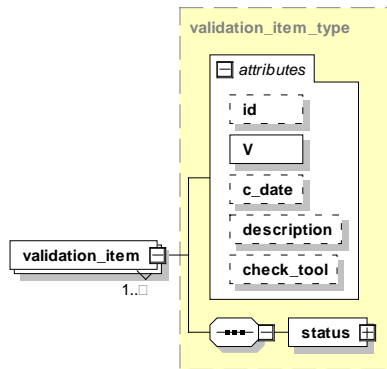 validation_item_type
attributes
id
V
c_date
description
check_tool
validation_item
1..□
status